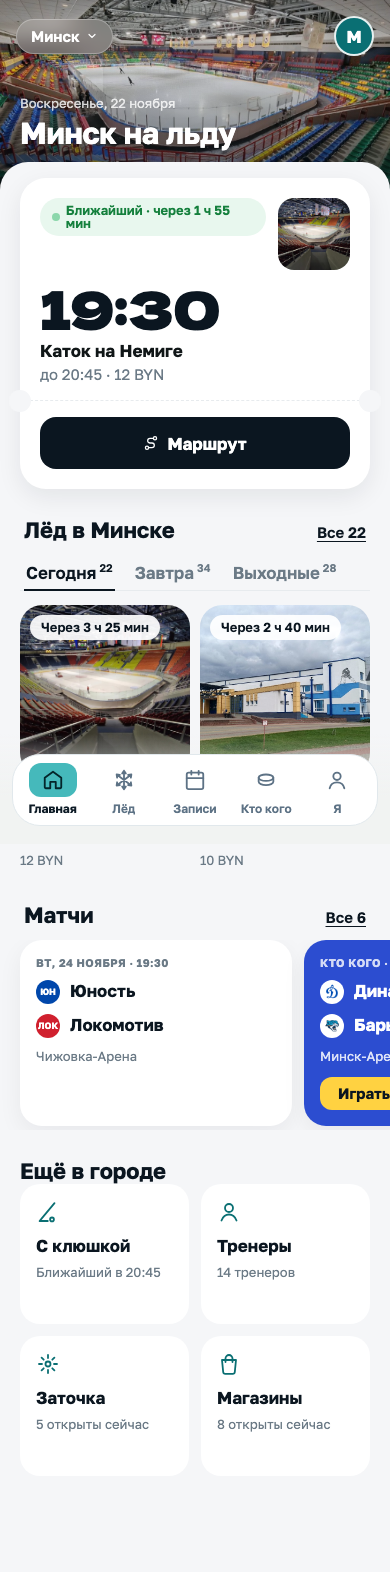 Минск
М
Воскресенье, 22 ноября
Минск на льду
Ближайший · через 1 ч 55
мин
19:30
Каток на Немиге
до 20:45 · 12 BYN
Маршрут
Лёд в Минске
Все 22
Сегодня 22
Завтра 34
Выходные 28
Через 3 ч 25 мин
Через 2 ч 40 мин
Главная
Лёд
Записи
Кто кого
Я
12 BYN
10 BYN
Матчи
Все 6
ВТ, 24 НОЯБРЯ · 19:30
ЮН
Юность
ЛОК
Локомотив
Чижовка-Арена
КТО КОГО ·
Дина
Бары
Минск-Аре
Играть
Ещё в городе
С клюшкой
Ближайший в 20:45
Тренеры
14 тренеров
Заточка
5 открыты сейчас
Магазины
8 открыты сейчас